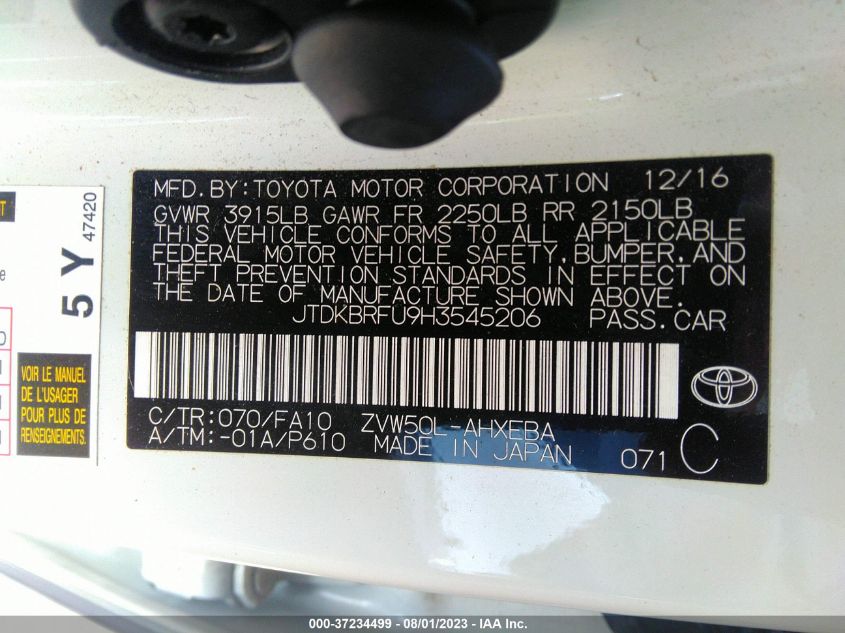 T
5 Y 47420
e
VOIR LE MANUEL
DE L'USAGER
POUR PLUS DE
RENSEIGNEMENTS.
MFD. BY: TOYOTA MOTOR CORPORATION 12/16
GVWR 3915LB GAWR FR 2250LB RR 2150LB
THIS VEHICLE CONFORMS TO ALL APPLICABLE
FEDERAL MOTOR VEHICLE SAFETY, BUMPER, AND
THEFT PREVENTION STANDARDS IN EFFECT ON
THE DATE OF MANUFACTURE SHOWN ABOVE.
JTDKBRFU9H3545206 PASS. CAR
C/TR: 070/FA10 ZVW50L-AHXEBA
A/TM: -01A/P610 MADE IN JAPAN 071 C
000-37234499 - 08/01/2023 - IAA Inc.